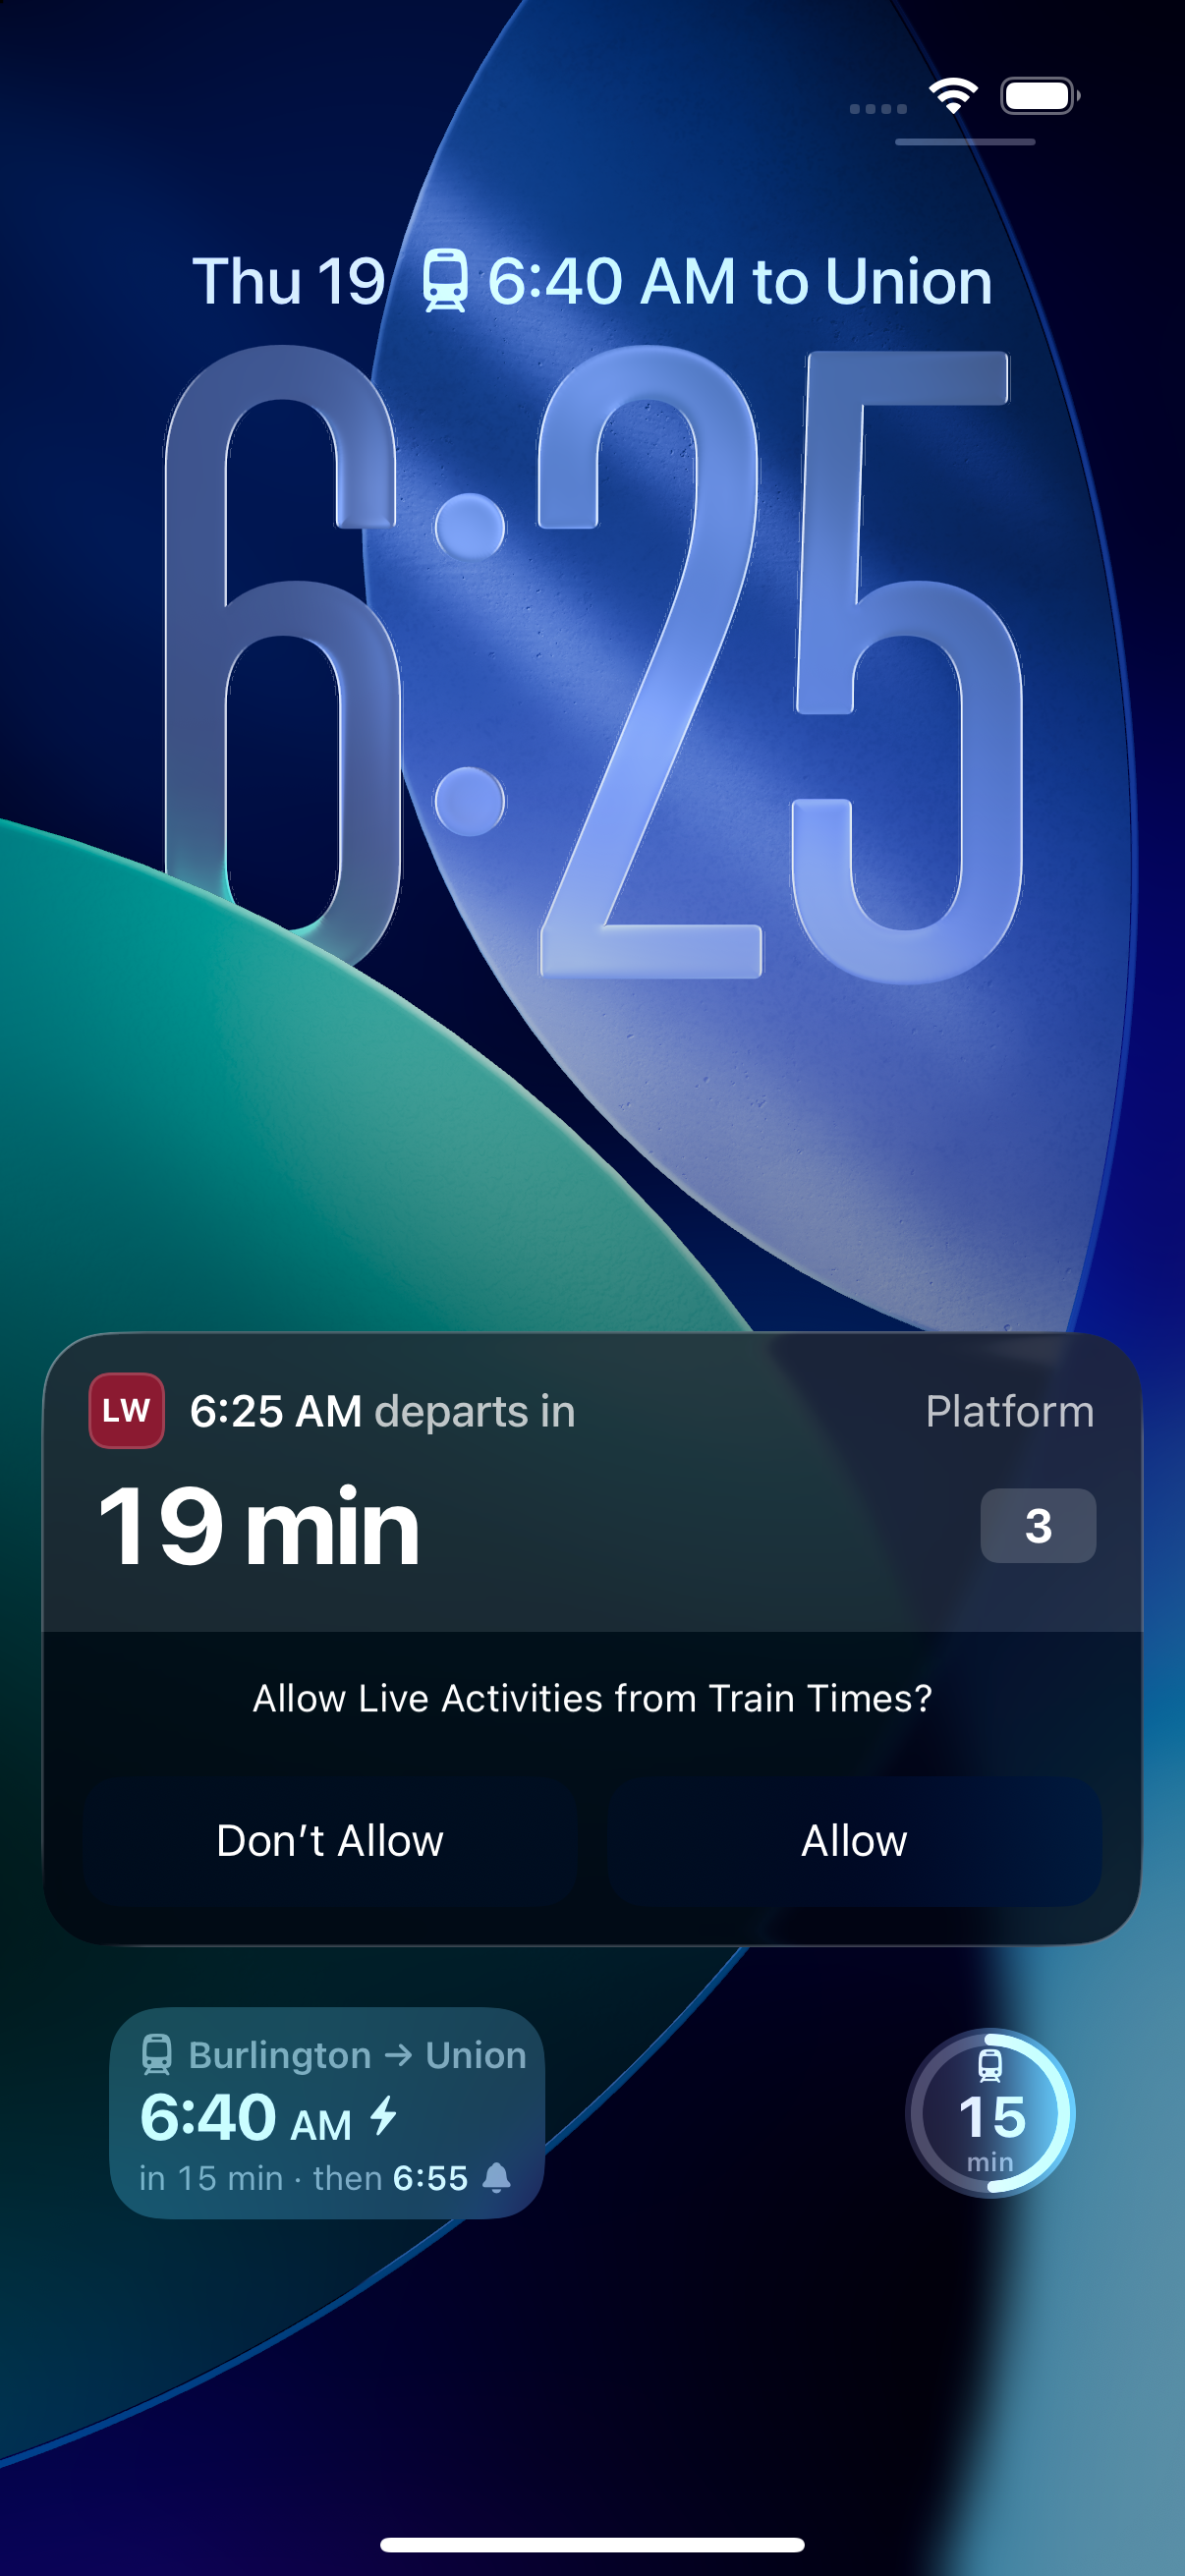 Thu 19 6:40 AM to Union
6:25
LW 6:25 AM departs in
Platform
19 min
3
Allow Live Activities from Train Times?
Don’t Allow
Allow
Burlington → Union
6:40 AM
in 15 min · then 6:55
15
min